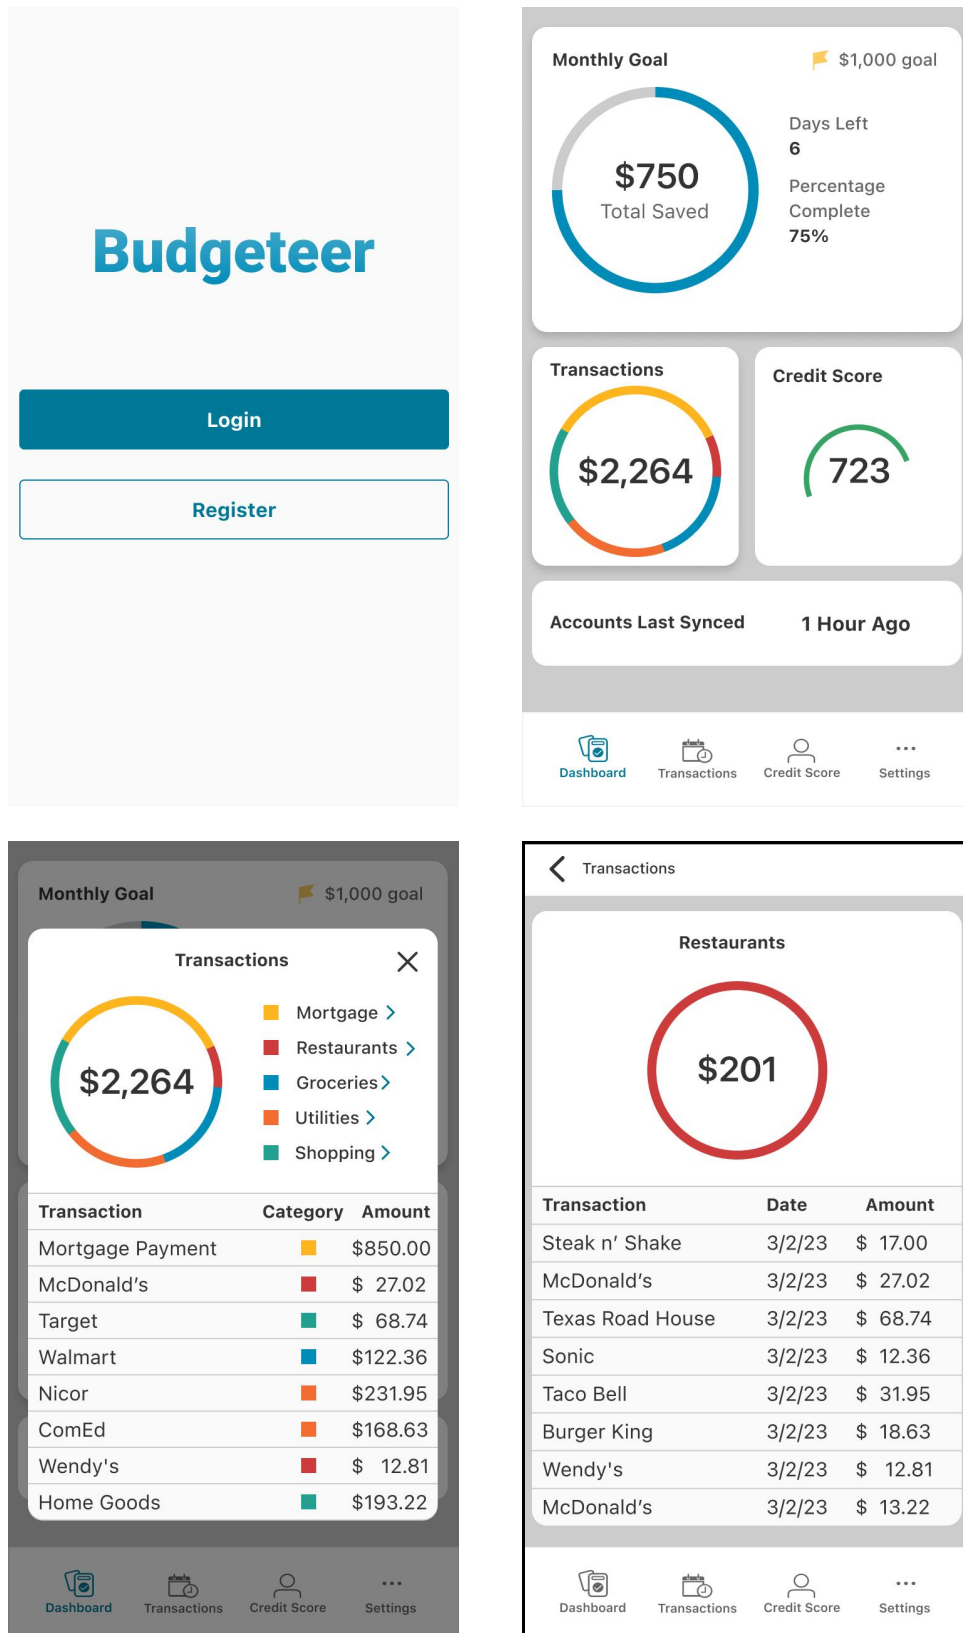 Budgeteer
Login
Register
Monthly Goal
$1,000 goal
$750
Total Saved
Days Left
6
Percentage
Complete
75%
Transactions
$2,264
Credit Score
723
Accounts Last Synced 1 Hour Ago
Dashboard Transactions Credit Score Settings
Monthly Goal
$1,000 goal
Transactions
$2,264
Mortgage
Restaurants
Groceries
Utilities
Shopping
Transaction Category Amount
Mortgage Payment $850.00
McDonald's $ 27.02
Target $ 68.74
Walmart $122.36
Nicor $231.95
ComEd $168.63
Wendy's $ 12.81
Home Goods $193.22
Dashboard Transactions Credit Score Settings
Transactions
Restaurants
$201
Transaction Date Amount
Steak n' Shake 3/2/23 $ 17.00
McDonald's 3/2/23 $ 27.02
Texas Road House 3/2/23 $ 68.74
Sonic 3/2/23 $ 12.36
Taco Bell 3/2/23 $ 31.95
Burger King 3/2/23 $ 18.63
Wendy's 3/2/23 $ 12.81
McDonald's 3/2/23 $ 13.22
Dashboard Transactions Credit Score Settings